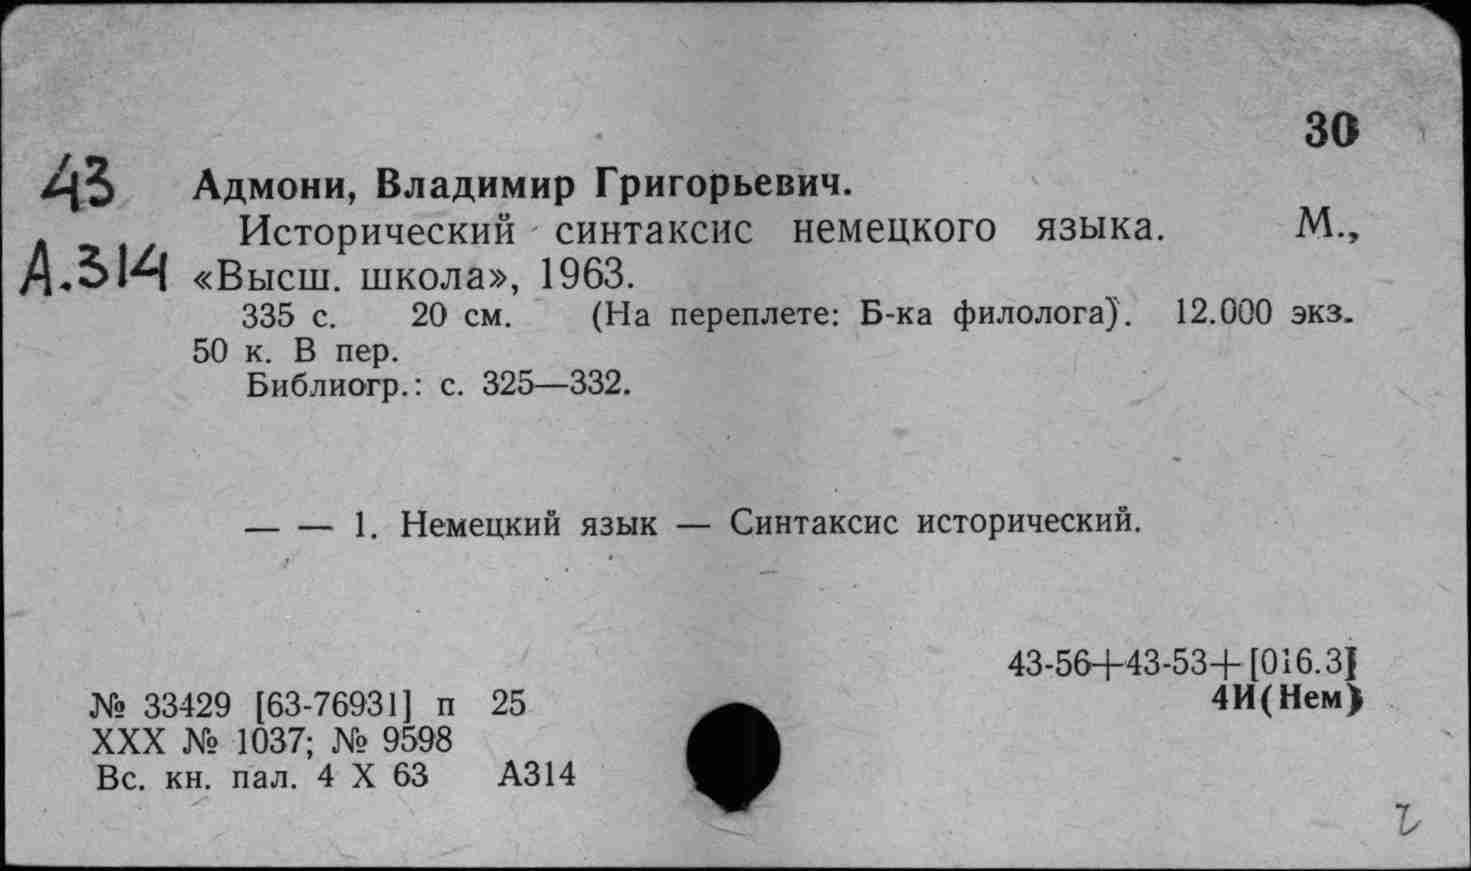 30
43 Адмони, Владимир Григорьевич.
Исторический синтаксис немецкого языка. М.,
А.314 «Высш. школа», 1963.
335 с. 20 см. (На переплете: Б-ка филолога). 12.000 экз.
50 к. В пер.
Библиогр.: с. 325—332.
— — 1. Немецкий язык — Синтаксис исторический.
43-56+43-53+[016.3]
4И(Нем)
№ 33429 [63-76931] п 25
XXX № 1037; № 9598
Вс. кн. пал. 4 X 63 А314